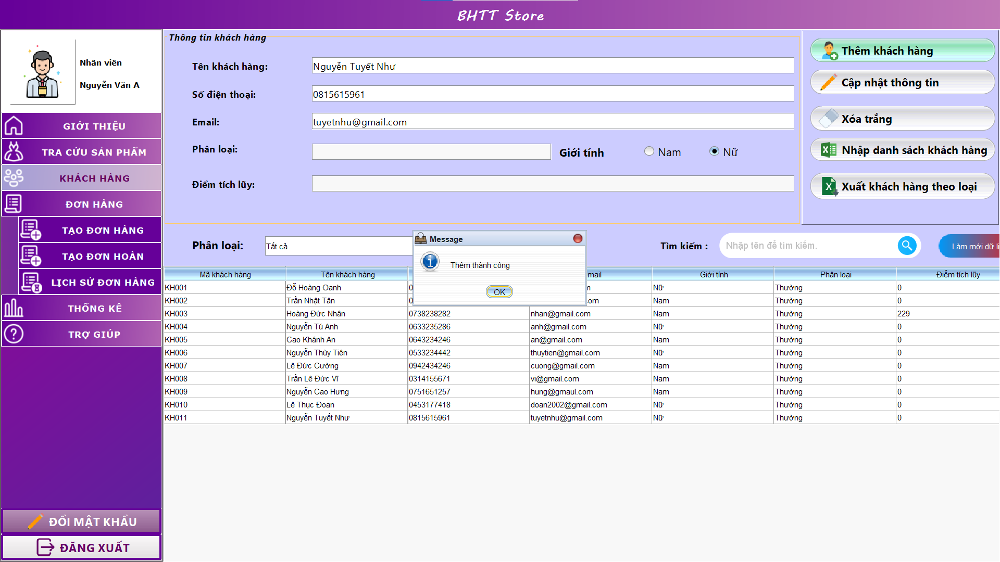 BHTT Store
Nhân viên
Nguyễn Văn A
GIỚI THIỆU
TRA CỨU SẢN PHẨM
KHÁCH HÀNG
ĐƠN HÀNG
TẠO ĐƠN HÀNG
TẠO ĐƠN HOÀN
LỊCH SỬ ĐƠN HÀNG
THỐNG KÊ
TRỢ GIÚP
ĐỔI MẬT KHẨU
ĐĂNG XUẤT
Thông tin khách hàng
Tên khách hàng: Nguyễn Tuyết Như
Số điện thoại: 0815615961
Email: tuyetnhu@gmail.com
Phân loại: Giới tính Nam Nữ
Điểm tích lũy:
Thêm khách hàng
Cập nhật thông tin
Xóa trắng
Nhập danh sách khách hàng
Xuất khách hàng theo loại
Phân loại: Tất cả Tìm kiếm : Nhập tên để tìm kiếm. Làm mới dữ li
Message
Thêm thành công
OK
Mã khách hàng Tên khách hàng mail Giới tính Phân loại Điểm tích lũy
KH001 Đỗ Hoàng Oanh 0 m Nữ Thường 0
KH002 Trần Nhật Tân 0 com Nam Thường 0
KH003 Hoàng Đức Nhân 0738238282 nhan@gmail.com Nam Thường 229
KH004 Nguyễn Tú Anh 0633235286 anh@gmail.com Nữ Thường 0
KH005 Cao Khánh An 0643234246 an@gmail.com Nam Thường 0
KH006 Nguyễn Thùy Tiên 0533234442 thuytien@gmail.com Nữ Thường 0
KH007 Lê Đức Cường 0942434246 cuong@gmail.com Nam Thường 0
KH008 Trần Lê Đức Vĩ 0314155671 vi@gmail.com Nam Thường 0
KH009 Nguyễn Cao Hưng 0751651257 hung@gmaul.com Nam Thường 0
KH010 Lê Thục Đoan 0453177418 doan2002@gmail.com Nữ Thường 0
KH011 Nguyễn Tuyết Như 0815615961 tuyetnhu@gmail.com Nữ Thường 0